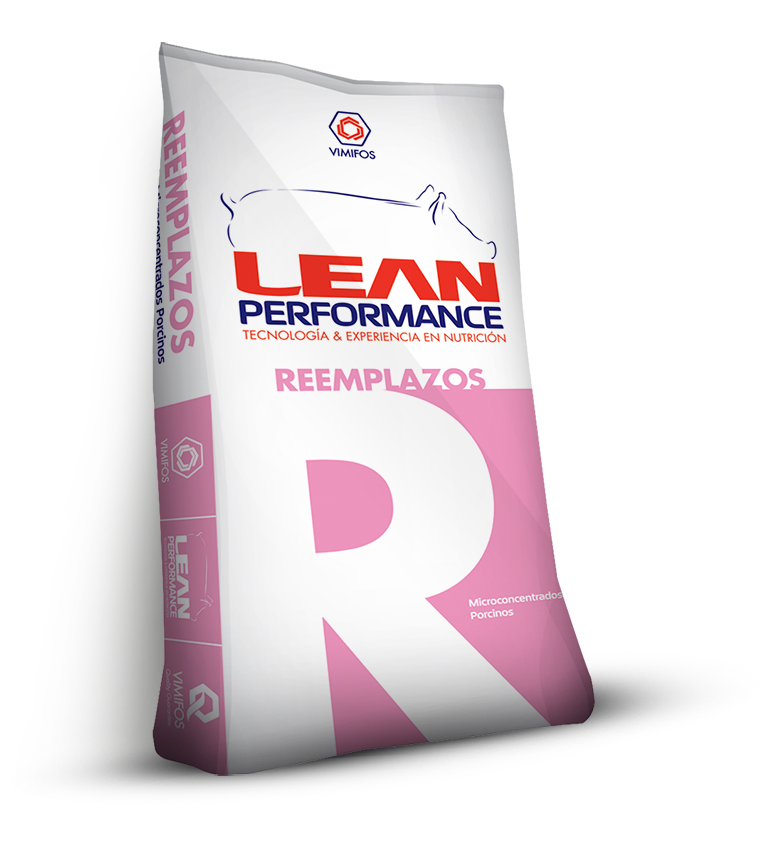 VIMIFOS
LEAN
PERFORMANCE
TECNOLOGÍA & EXPERIENCIA EN NUTRICIÓN
REEMPLAZOS
R
Microconcentrados
Porcinos
REEMPLAZOS
Microconcentrados Porcinos
VIMIFOS
LEAN
PERFORMANCE
VIMIFOS